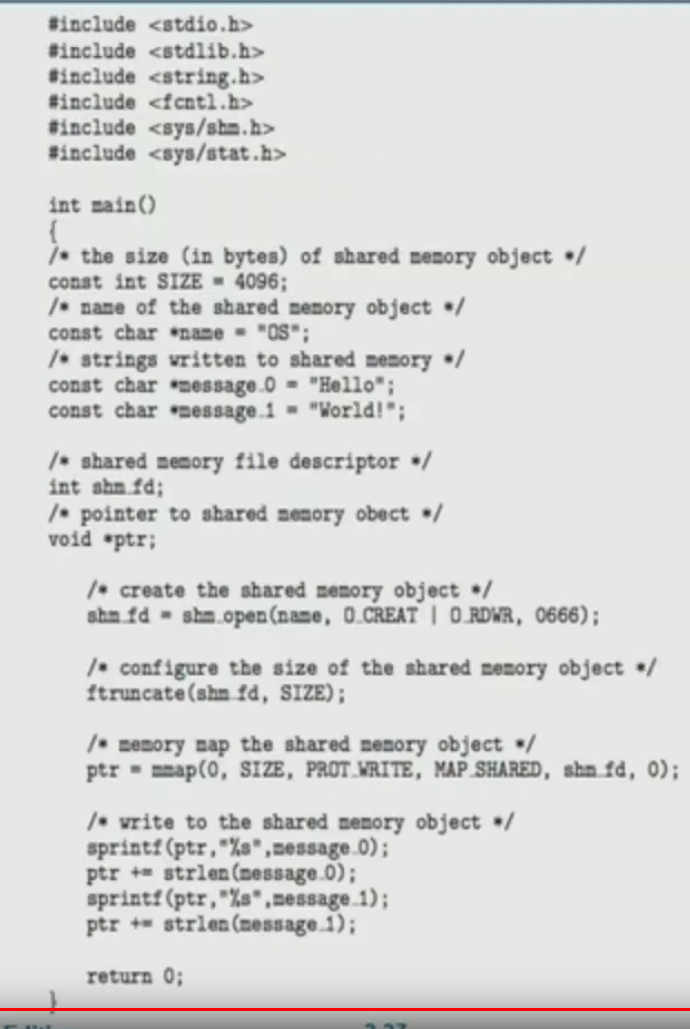 #include <stdio.h>
#include <stdlib.h>
#include <string.h>
#include <fcntl.h>
#include <sys/shm.h>
#include <sys/stat.h>
int main()
{
/* the size (in bytes) of shared memory object */
const int SIZE = 4096;
/* name of the shared memory object */
const char *name = "OS";
/* strings written to shared memory */
const char *message_0 = "Hello";
const char *message_1 = "World!";
/* shared memory file descriptor */
int shm_fd;
/* pointer to shared memory obect */
void *ptr;
/* create the shared memory object */
shm_fd = shm_open(name, O_CREAT | O_RDWR, 0666);
/* configure the size of the shared memory object */
ftruncate(shm_fd, SIZE);
/* memory map the shared memory object */
ptr = mmap(0, SIZE, PROT_WRITE, MAP_SHARED, shm_fd, 0);
/* write to the shared memory object */
sprintf(ptr,"%s",message_0);
ptr += strlen(message_0);
sprintf(ptr,"%s",message_1);
ptr += strlen(message_1);
return 0;
}